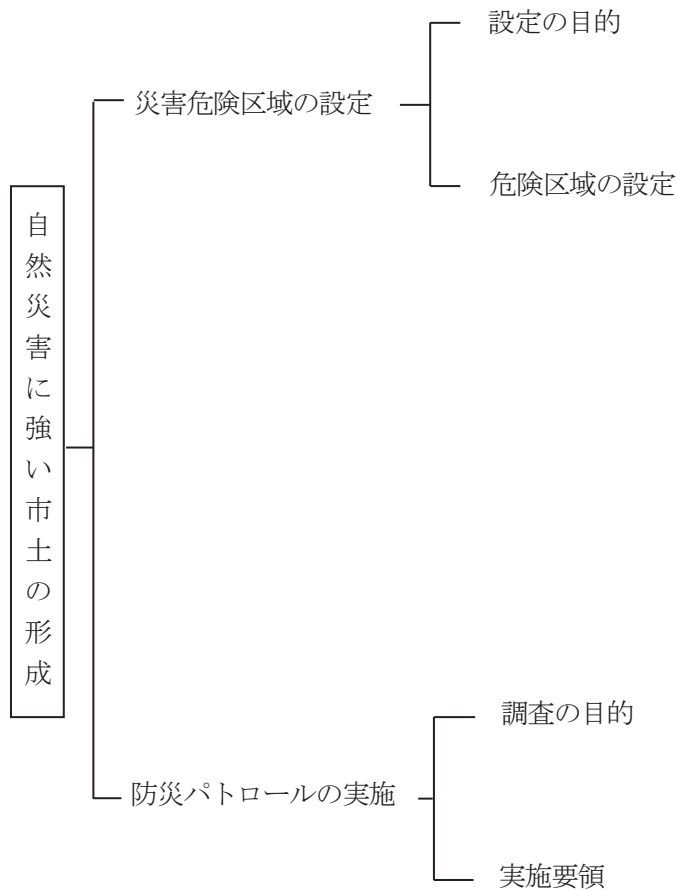 自然災害に強い市土の形成
災害危険区域の設定
設定の目的
危険区域の設定
防災パトロールの実施
調査の目的
実施要領